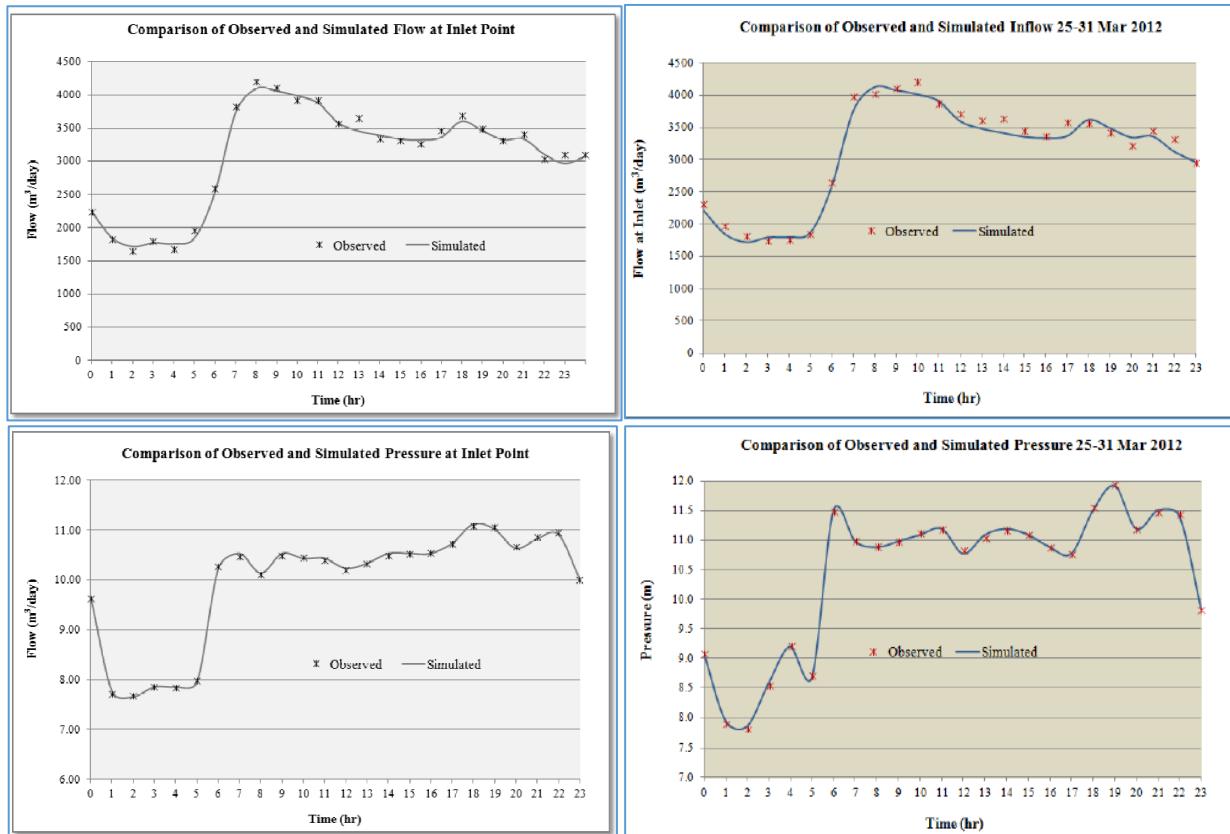 Comparison of Observed and Simulated Flow at Inlet Point
4500
4000
3500
3000
2500
2000
1500
1000
500
0
Flow (m³/day)
Observed
Simulated
0 1 2 3 4 5 6 7 8 9 10 11 12 13 14 15 16 17 18 19 20 21 22 23
Time (hr)
Comparison of Observed and Simulated Inflow 25-31 Mar 2012
4500
4000
3500
3000
2500
2000
1500
1000
500
0
Flow at Inlet (m³/day)
Observed
Simulated
0 1 2 3 4 5 6 7 8 9 10 11 12 13 14 15 16 17 18 19 20 21 22 23
Time (hr)
Comparison of Observed and Simulated Pressure at Inlet Point
12.00
11.00
10.00
9.00
8.00
7.00
6.00
Flow (m³/day)
Observed
Simulated
0 1 2 3 4 5 6 7 8 9 10 11 12 13 14 15 16 17 18 19 20 21 22 23
Time (hr)
Comparison of Observed and Simulated Pressure 25-31 Mar 2012
12.0
11.5
11.0
10.5
10.0
9.5
9.0
8.5
8.0
7.5
7.0
Pressure (m)
Observed
Simulated
0 1 2 3 4 5 6 7 8 9 10 11 12 13 14 15 16 17 18 19 20 21 22 23
Time (hr)